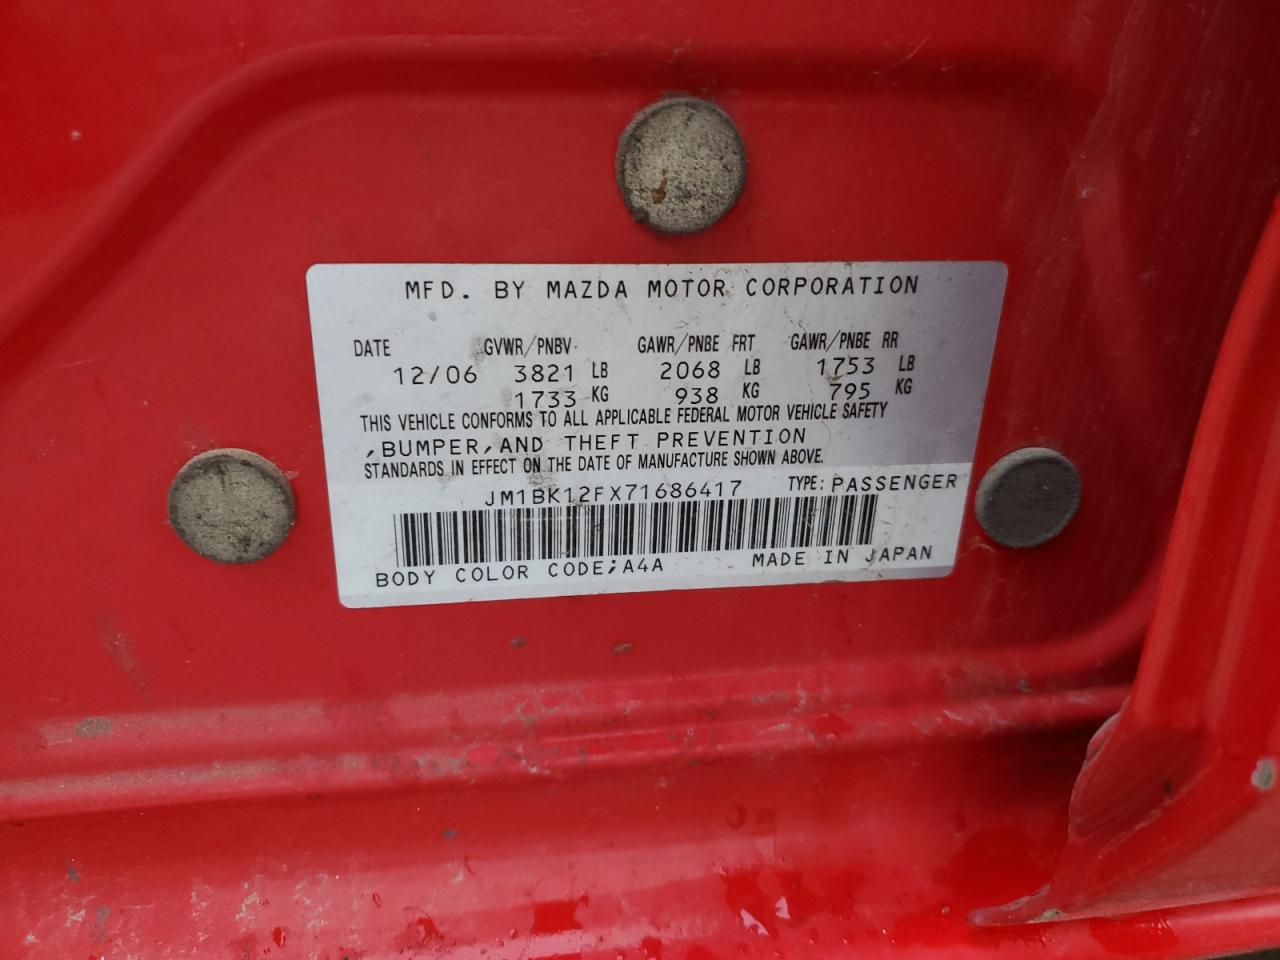 MFD. BY MAZDA MOTOR CORPORATION
DATE GVWR/PNBV GAWR/PNBE FRT GAWR/PNBE RR
12/06 3821 LB 2068 LB 1753 LB
1733 KG 938 KG 795 KG
THIS VEHICLE CONFORMS TO ALL APPLICABLE FEDERAL MOTOR VEHICLE SAFETY
,BUMPER,AND THEFT PREVENTION
STANDARDS IN EFFECT ON THE DATE OF MANUFACTURE SHOWN ABOVE.
JM1BK12FX71686417 TYPE: PASSENGER
BODY COLOR CODE;A4A MADE IN JAPAN